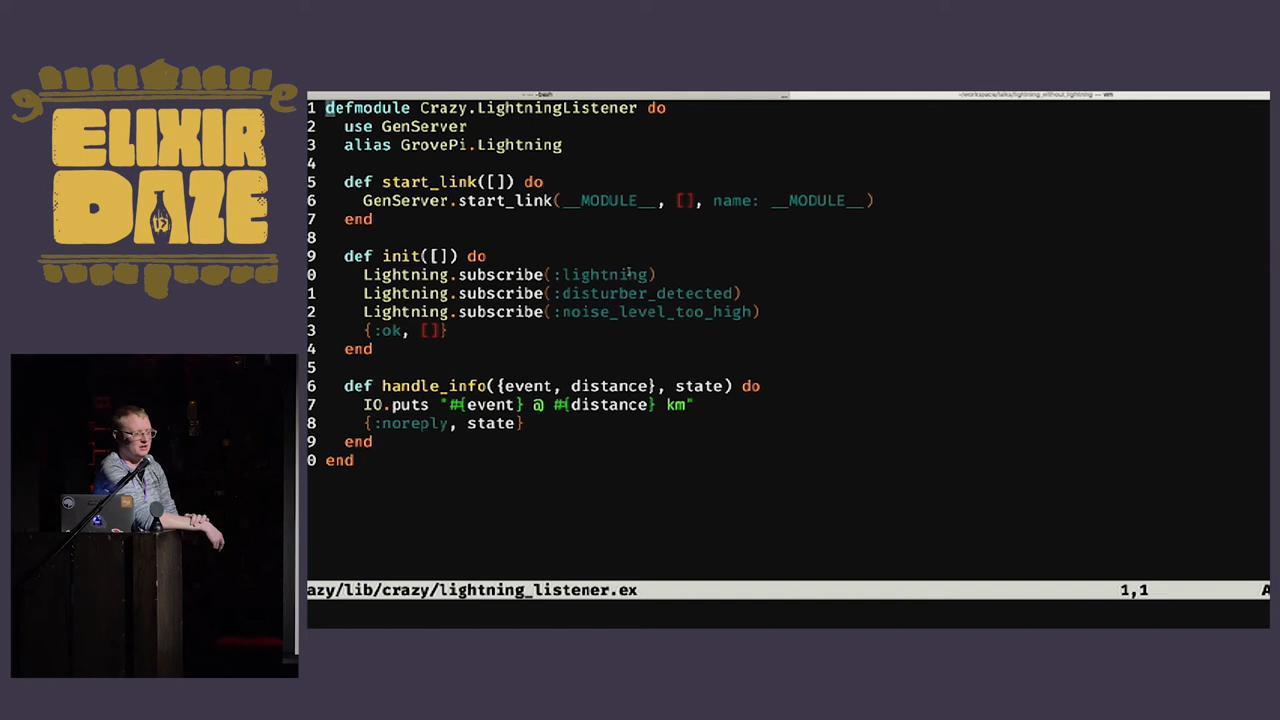 ELIXIR
DAZE
~/workspace/talks/lightning_without_lightning — vim
1 defmodule Crazy.LightningListener do
2 use GenServer
3 alias GrovePi.Lightning
4
5 def start_link([]) do
6 GenServer.start_link(__MODULE__, [], name: __MODULE__)
7 end
8
9 def init([]) do
0 Lightning.subscribe(:lightning)
1 Lightning.subscribe(:disturber_detected)
2 Lightning.subscribe(:noise_level_too_high)
3 {:ok, []}
4 end
5
6 def handle_info({event, distance}, state) do
7 IO.puts "#{event} @ #{distance} km"
8 {:noreply, state}
9 end
0 end
azy/lib/crazy/lightning_listener.ex 1,1 A